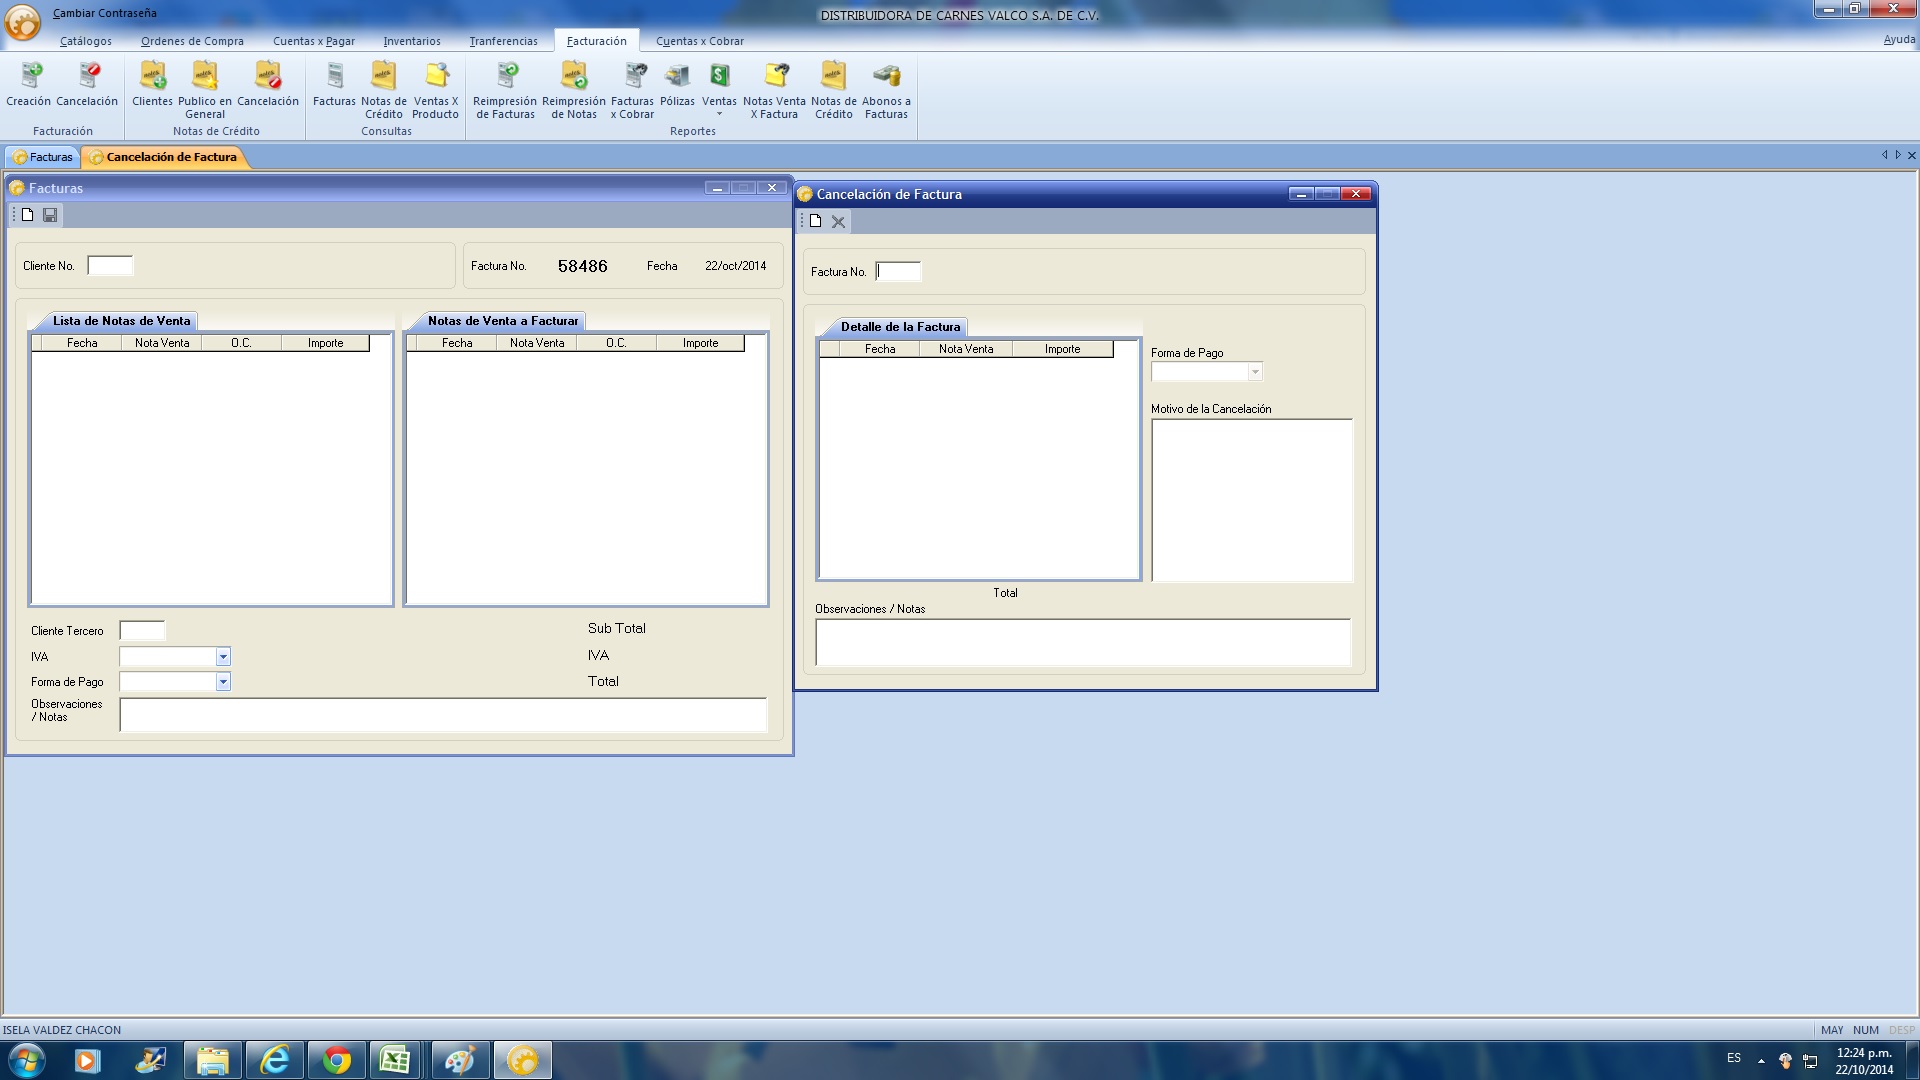 Cambiar Contraseña
DISTRIBUIDORA DE CARNES VALCO S.A. DE C.V.
Catálogos Ordenes de Compra Cuentas x Pagar Inventarios Tranferencias Facturación Cuentas x Cobrar Ayuda
Creación Cancelación Clientes Publico en General Cancelación Facturas Notas de Crédito Ventas X Producto Reimpresión de Facturas Reimpresión de Notas Facturas x Cobrar Pólizas Ventas Notas Venta X Factura Notas de Crédito Abonos a Facturas
Facturación Notas de Crédito Consultas Reportes
Facturas Cancelación de Factura
Facturas
Cliente No. Factura No. 58486 Fecha 22/oct/2014
Lista de Notas de Venta Notas de Venta a Facturar
Fecha Nota Venta O.C. Importe Fecha Nota Venta O.C. Importe
Cliente Tercero Sub Total
IVA IVA
Forma de Pago Total
Observaciones
/ Notas
Cancelación de Factura
Factura No.
Detalle de la Factura
Fecha Nota Venta Importe
Forma de Pago
Motivo de la Cancelación
Total
Observaciones / Notas
ISELA VALDEZ CHACON MAY NUM DESP
ES 12:24 p.m.
22/10/2014